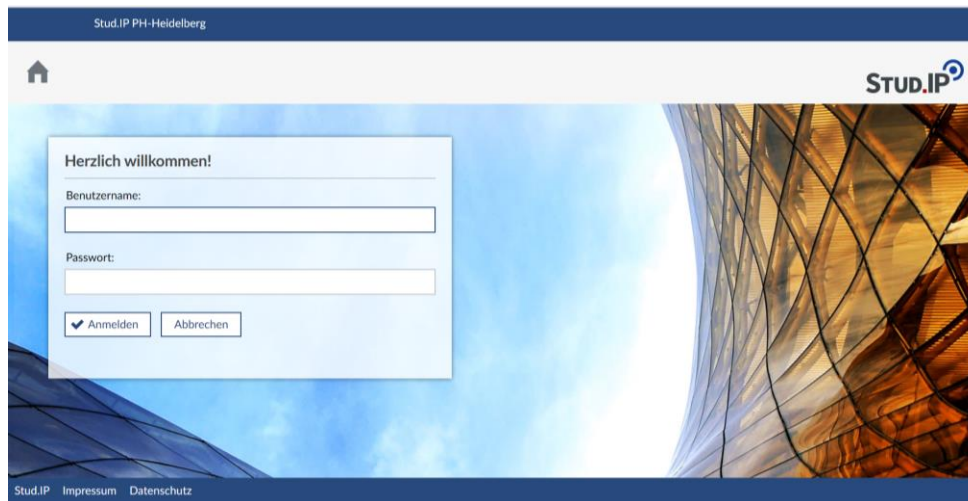 Stud.IP PH-Heidelberg
STUD.IP
Herzlich willkommen!
Benutzername:
Passwort:
Anmelden Abbrechen
Stud.IP Impressum Datenschutz